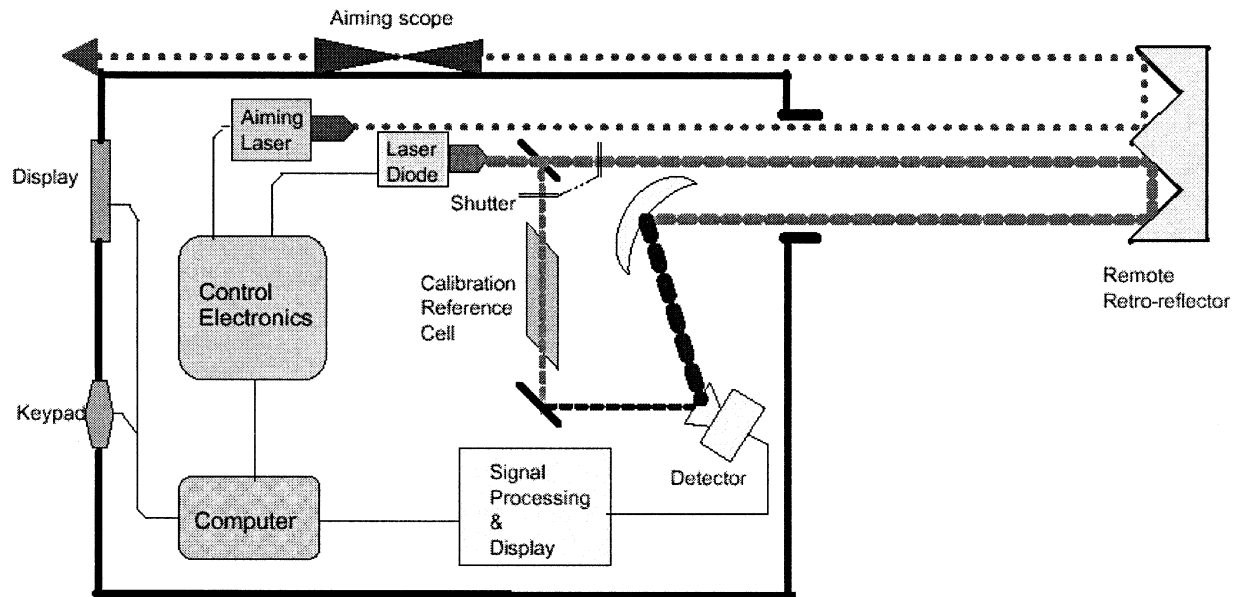 Aiming scope
Aiming
Laser
Laser
Diode
Display
Shutter
Control
Electronics
Calibration
Reference
Cell
Remote
Retro-reflector
Keypad
Signal
Processing
&
Display
Detector
Computer